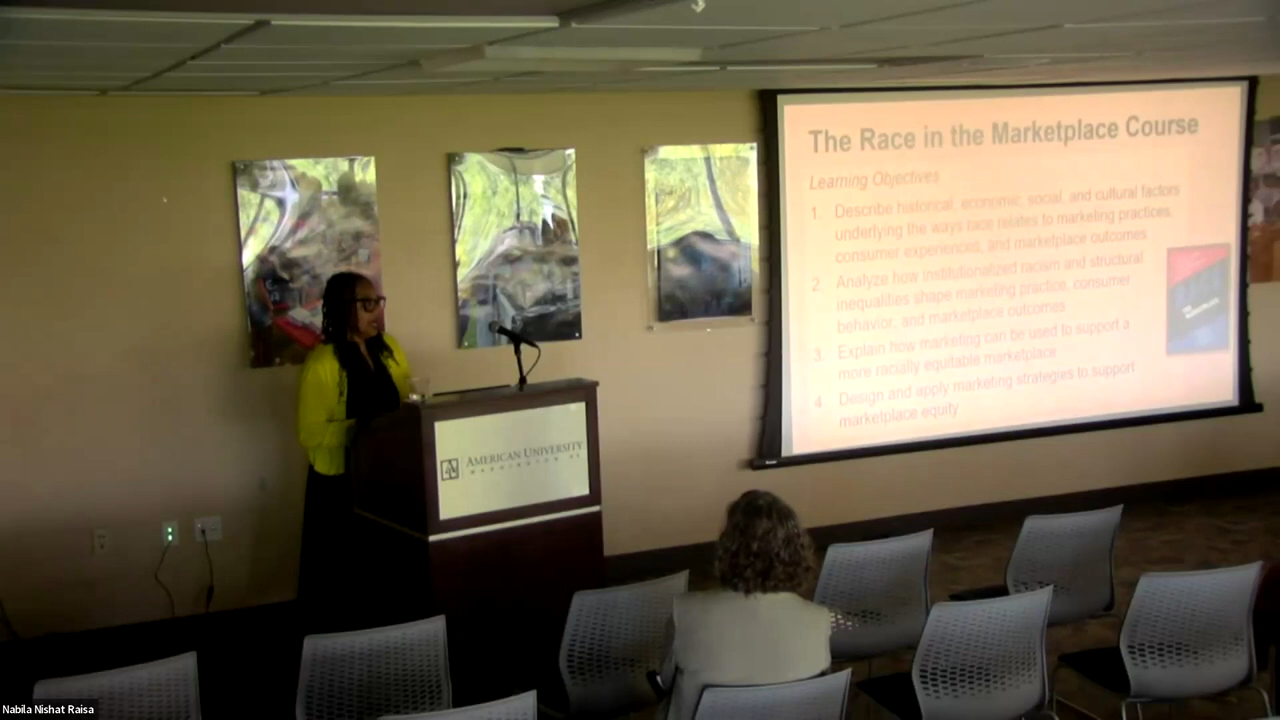 The Race in the Marketplace Course
Learning Objectives
1. Describe historical, economic, social, and cultural factors
underlying the ways race relates to marketing practices,
consumer experiences, and marketplace outcomes
2. Analyze how institutionalized racism and structural
inequalities shape marketing practice, consumer
behavior, and marketplace outcomes
3. Explain how marketing can be used to support a
more racially equitable marketplace
4. Design and apply marketing strategies to support
marketplace equity
AMERICAN UNIVERSITY
WASHINGTON, DC
Nabila Nishat Raisa